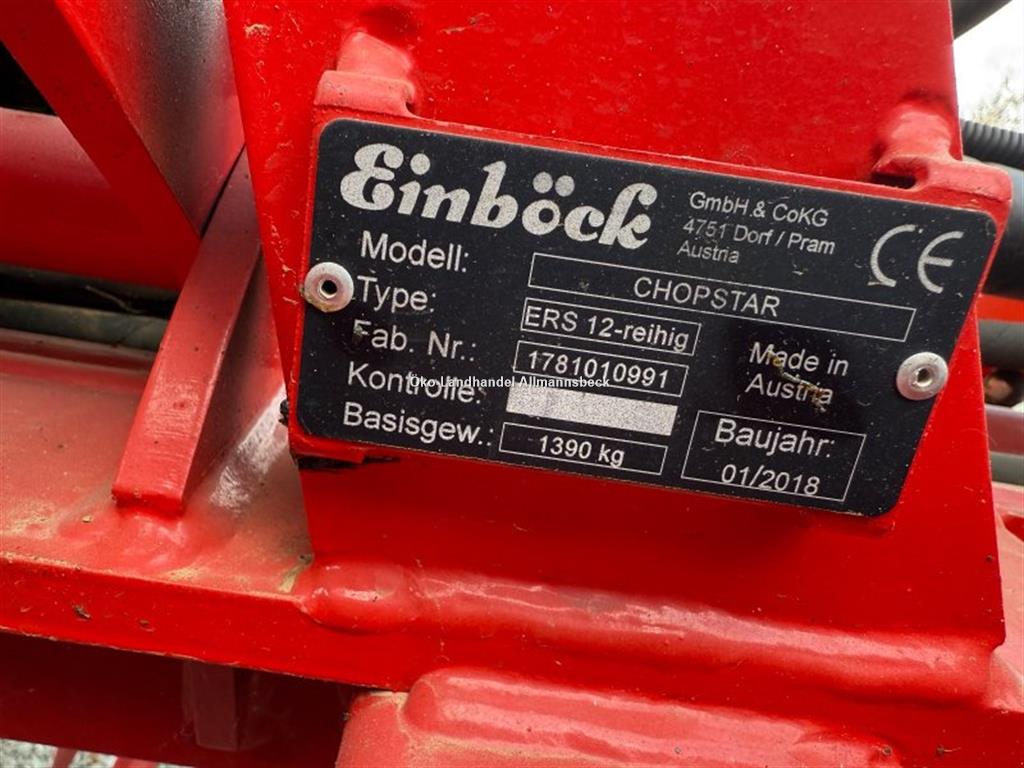 Einböck
GmbH & CoKG
4751 Dorf / Pram
Austria
CE
Modell: CHOPSTAR
Type: ERS 12-reihig
Fab. Nr.: 1781010991
Made in
Austria
Kontrolle:
Basisgew.: 1390 kg
Baujahr:
01/2018
Öko-Landhandel Allmannsbeck